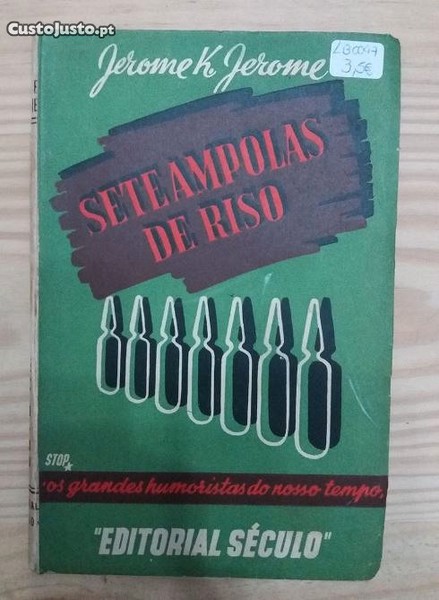 CustoJusto.pt
Jerome K. Jerome
LB0097
3,5€
SETE AMPOLAS
DE RISO
STOP.
os grandes humoristas do nosso tempo.
"EDITORIAL SÉCULO"